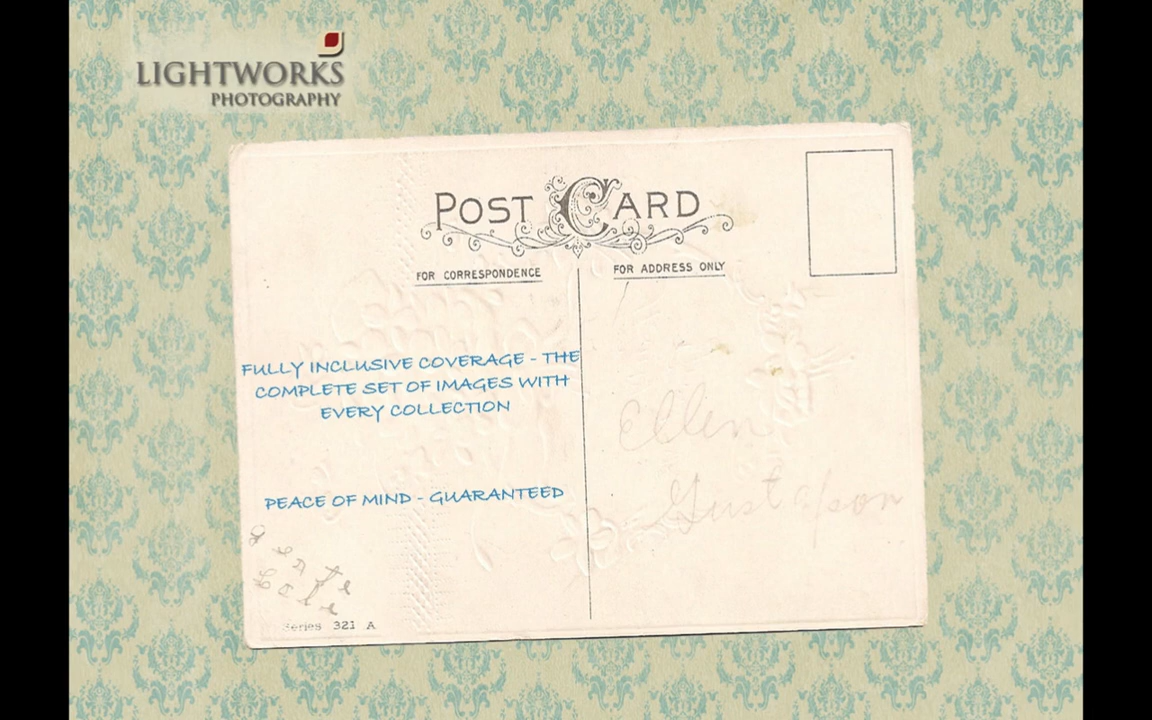 LIGHTWORKS
PHOTOGRAPHY
POST CARD
FOR CORRESPONDENCE
FOR ADDRESS ONLY
FULLY INCLUSIVE COVERAGE - THE
COMPLETE SET OF IMAGES WITH
EVERY COLLECTION
PEACE OF MIND - GUARANTEED
Ellen
Series 321 A